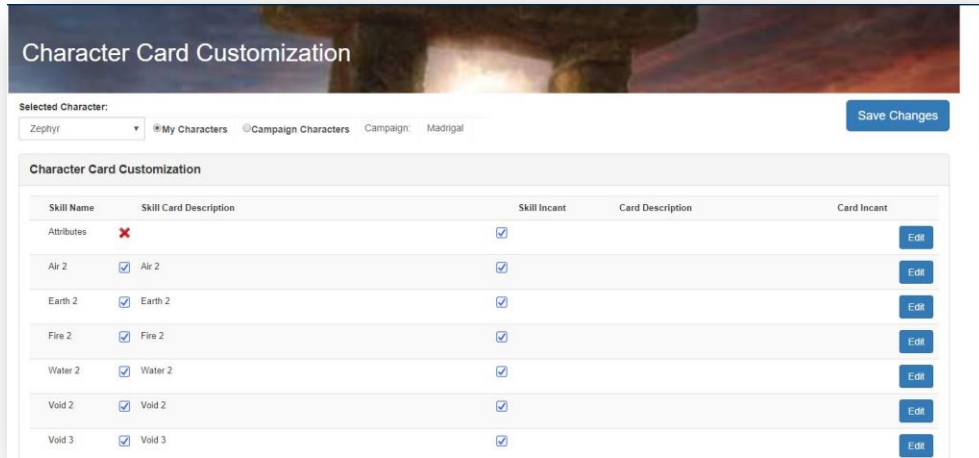 Character Card Customization
Selected Character:
Zephyr My Characters Campaign Characters Campaign: Madrigal Save Changes
Character Card Customization
Skill Name Skill Card Description Skill Incant Card Description Card Incant
Attributes Edit
Air 2 Air 2 Edit
Earth 2 Earth 2 Edit
Fire 2 Fire 2 Edit
Water 2 Water 2 Edit
Void 2 Void 2 Edit
Void 3 Void 3 Edit